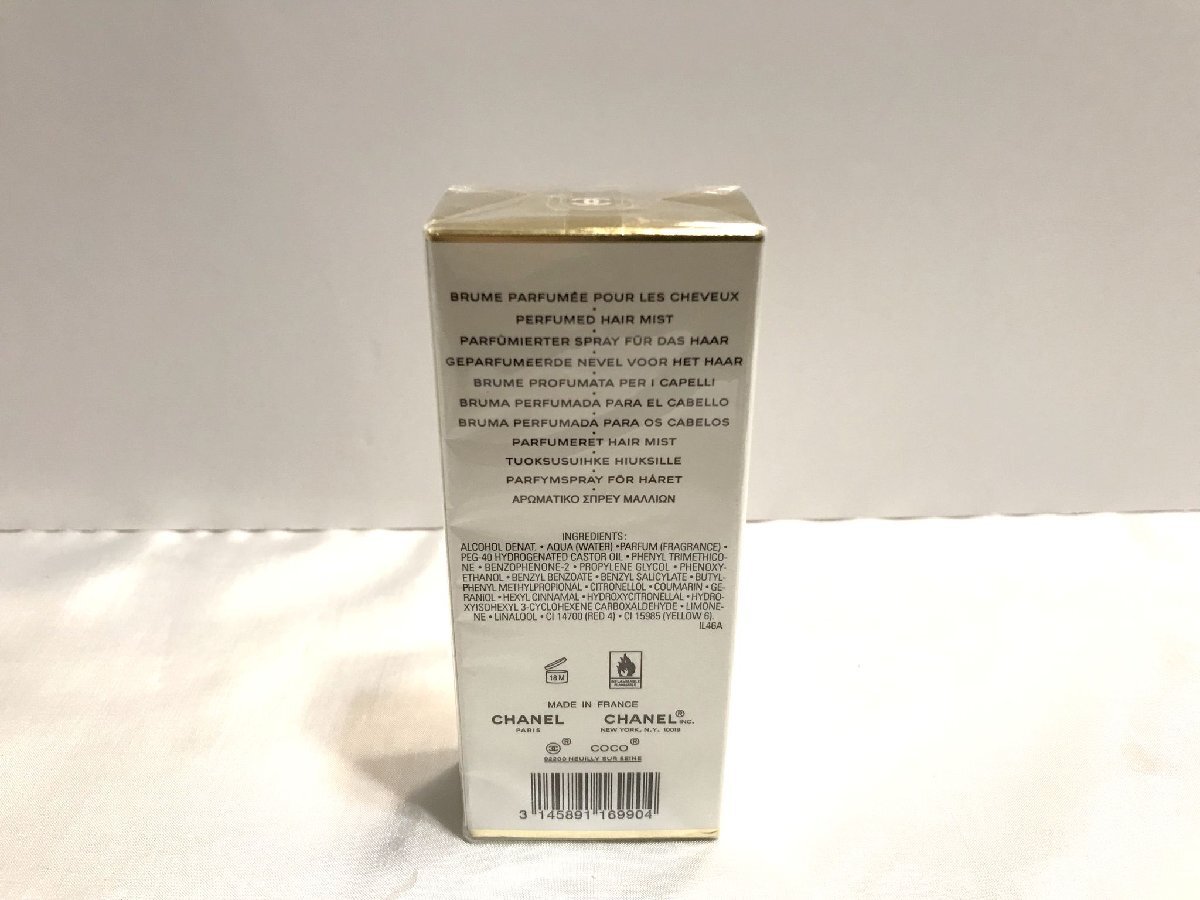 BRUME PARFUMÉE POUR LES CHEVEUX
PERFUMED HAIR MIST
PARFÜMIERTER SPRAY FÜR DAS HAAR
GEPARFUMEERDE NEVEL VOOR HET HAAR
BRUME PROFUMATA PER I CAPELLI
BRUMA PERFUMADA PARA EL CABELLO
BRUMA PERFUMADA PARA OS CABELOS
PARFUMERET HAIR MIST
TUOKSUSUIHKE HIUKSILLE
PARFYMSPRAY FÖR HÅRET
ΑΡΩΜΑΤΙΚΟ ΣΠΡΕΥ ΜΑΛΛΙΩΝ
INGREDIENTS:
ALCOHOL DENAT. • AQUA (WATER) • PARFUM (FRAGRANCE) •
PEG-40 HYDROGENATED CASTOR OIL • PHENYL TRIMETHICO-
NE • BENZOPHENONE-2 • PROPYLENE GLYCOL • PHENOXY-
ETHANOL • BENZYL BENZOATE • BENZYL SALICYLATE • BUTYL-
PHENYL METHYLPROPIONAL • CITRONELLOL • COUMARIN • GE-
RANIOL • HEXYL CINNAMAL • HYDROXYCITRONELLAL • HYDRO-
XYISOHEXYL 3-CYCLOHEXENE CARBOXALDEHYDE • LIMONE-
NE • LINALOOL • CI 14700 (RED 4) • CI 15985 (YELLOW 6).
IL46A
18 M
MADE IN FRANCE
CHANEL CHANEL® INC.
PARIS NEW YORK, N.Y. 10019
® COCO®
92200 NEUILLY SUR SEINE
3 145891 169904